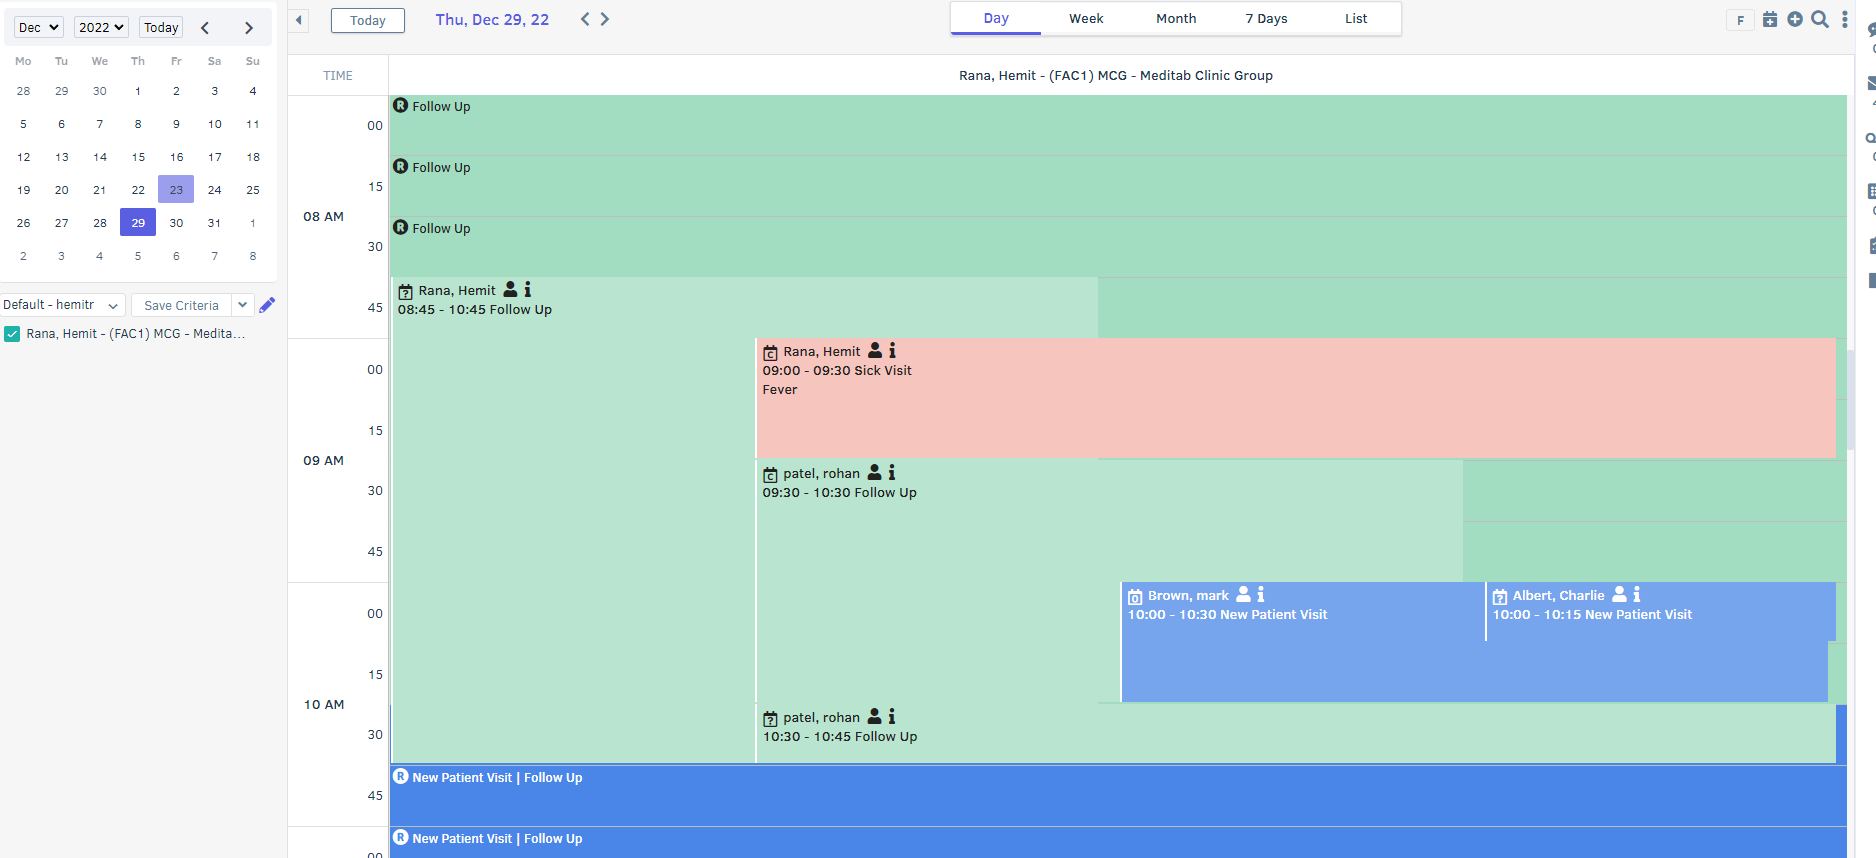 Dec 2022 Today
Mo Tu We Th Fr Sa Su
28 29 30 1 2 3 4
5 6 7 8 9 10 11
12 13 14 15 16 17 18
19 20 21 22 23 24 25
26 27 28 29 30 31 1
2 3 4 5 6 7 8
Default - hemitr Save Criteria
Rana, Hemit - (FAC1) MCG - Medita...
Today Thu, Dec 29, 22 Day Week Month 7 Days List F
TIME Rana, Hemit - (FAC1) MCG - Meditab Clinic Group
R Follow Up
00
R Follow Up
15
08 AM
R Follow Up
30
? Rana, Hemit
08:45 - 10:45 Follow Up
45
C Rana, Hemit
09:00 - 09:30 Sick Visit
Fever
00
15
09 AM
C patel, rohan
09:30 - 10:30 Follow Up
30
45
Brown, mark
10:00 - 10:30 New Patient Visit
? Albert, Charlie
10:00 - 10:15 New Patient Visit
00
15
10 AM
? patel, rohan
10:30 - 10:45 Follow Up
30
R New Patient Visit | Follow Up
45
R New Patient Visit | Follow Up
00